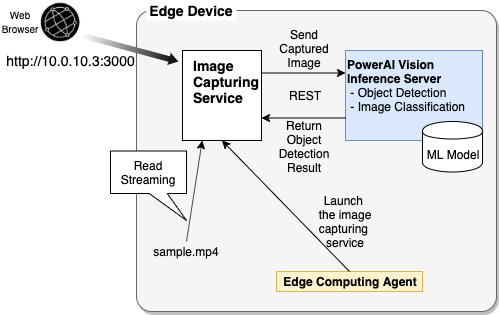 Edge Device
Web
Browser
http://10.0.10.3:3000
Image
Capturing
Service
Send
Captured
Image
REST
Return
Object
Detection
Result
PowerAI Vision
Inference Server
- Object Detection
- Image Classification
ML Model
Read
Streaming
sample.mp4
Launch
the image
capturing
service
Edge Computing Agent